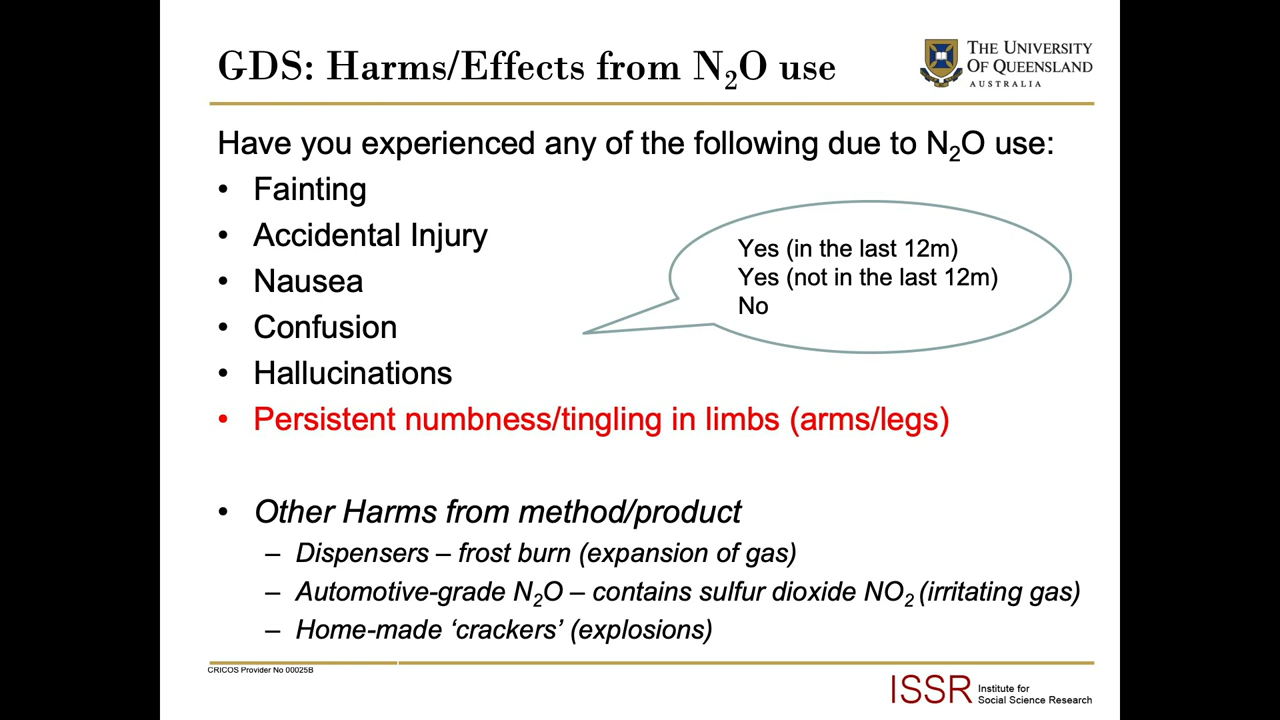 GDS: Harms/Effects from N₂O use
THE UNIVERSITY
OF QUEENSLAND
AUSTRALIA
Have you experienced any of the following due to N₂O use:
• Fainting
• Accidental Injury
• Nausea
• Confusion
• Hallucinations
• Persistent numbness/tingling in limbs (arms/legs)
Yes (in the last 12m)
Yes (not in the last 12m)
No
• Other Harms from method/product
– Dispensers – frost burn (expansion of gas)
– Automotive-grade N₂O – contains sulfur dioxide NO₂ (irritating gas)
– Home-made ‘crackers’ (explosions)
CRICOS Provider No 00025B
ISSR
Institute for
Social Science Research